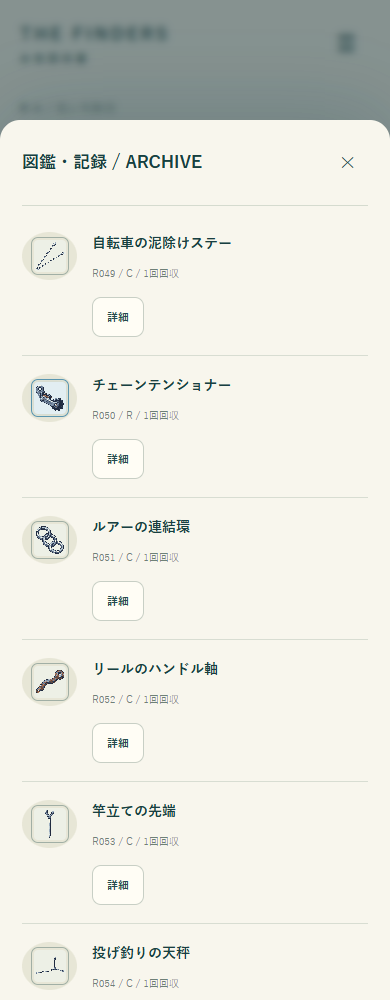 THE FINDERS
図鑑・記録 / ARCHIVE
自転車の泥除けステー
R049 / C / 1回回収
詳細
チェーンテンショナー
R050 / R / 1回回収
詳細
ルアーの連結環
R051 / C / 1回回収
詳細
リールのハンドル軸
R052 / C / 1回回収
詳細
竿立ての先端
R053 / C / 1回回収
詳細
投げ釣りの天秤
R054 / C / 1回回収